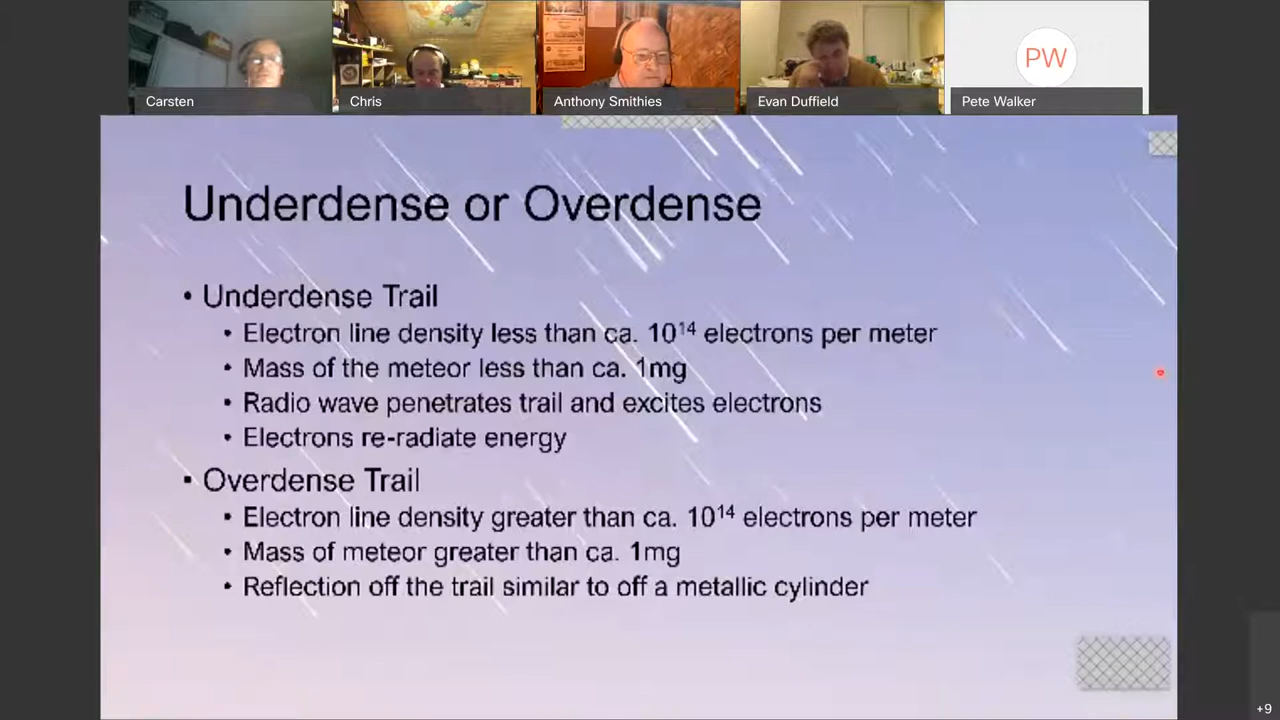 PW
Carsten
Chris
Anthony Smithies
Evan Duffield
Pete Walker
Underdense or Overdense
• Underdense Trail
• Electron line density less than ca. 10¹⁴ electrons per meter
• Mass of the meteor less than ca. 1mg
• Radio wave penetrates trail and excites electrons
• Electrons re-radiate energy
• Overdense Trail
• Electron line density greater than ca. 10¹⁴ electrons per meter
• Mass of meteor greater than ca. 1mg
• Reflection off the trail similar to off a metallic cylinder
+9